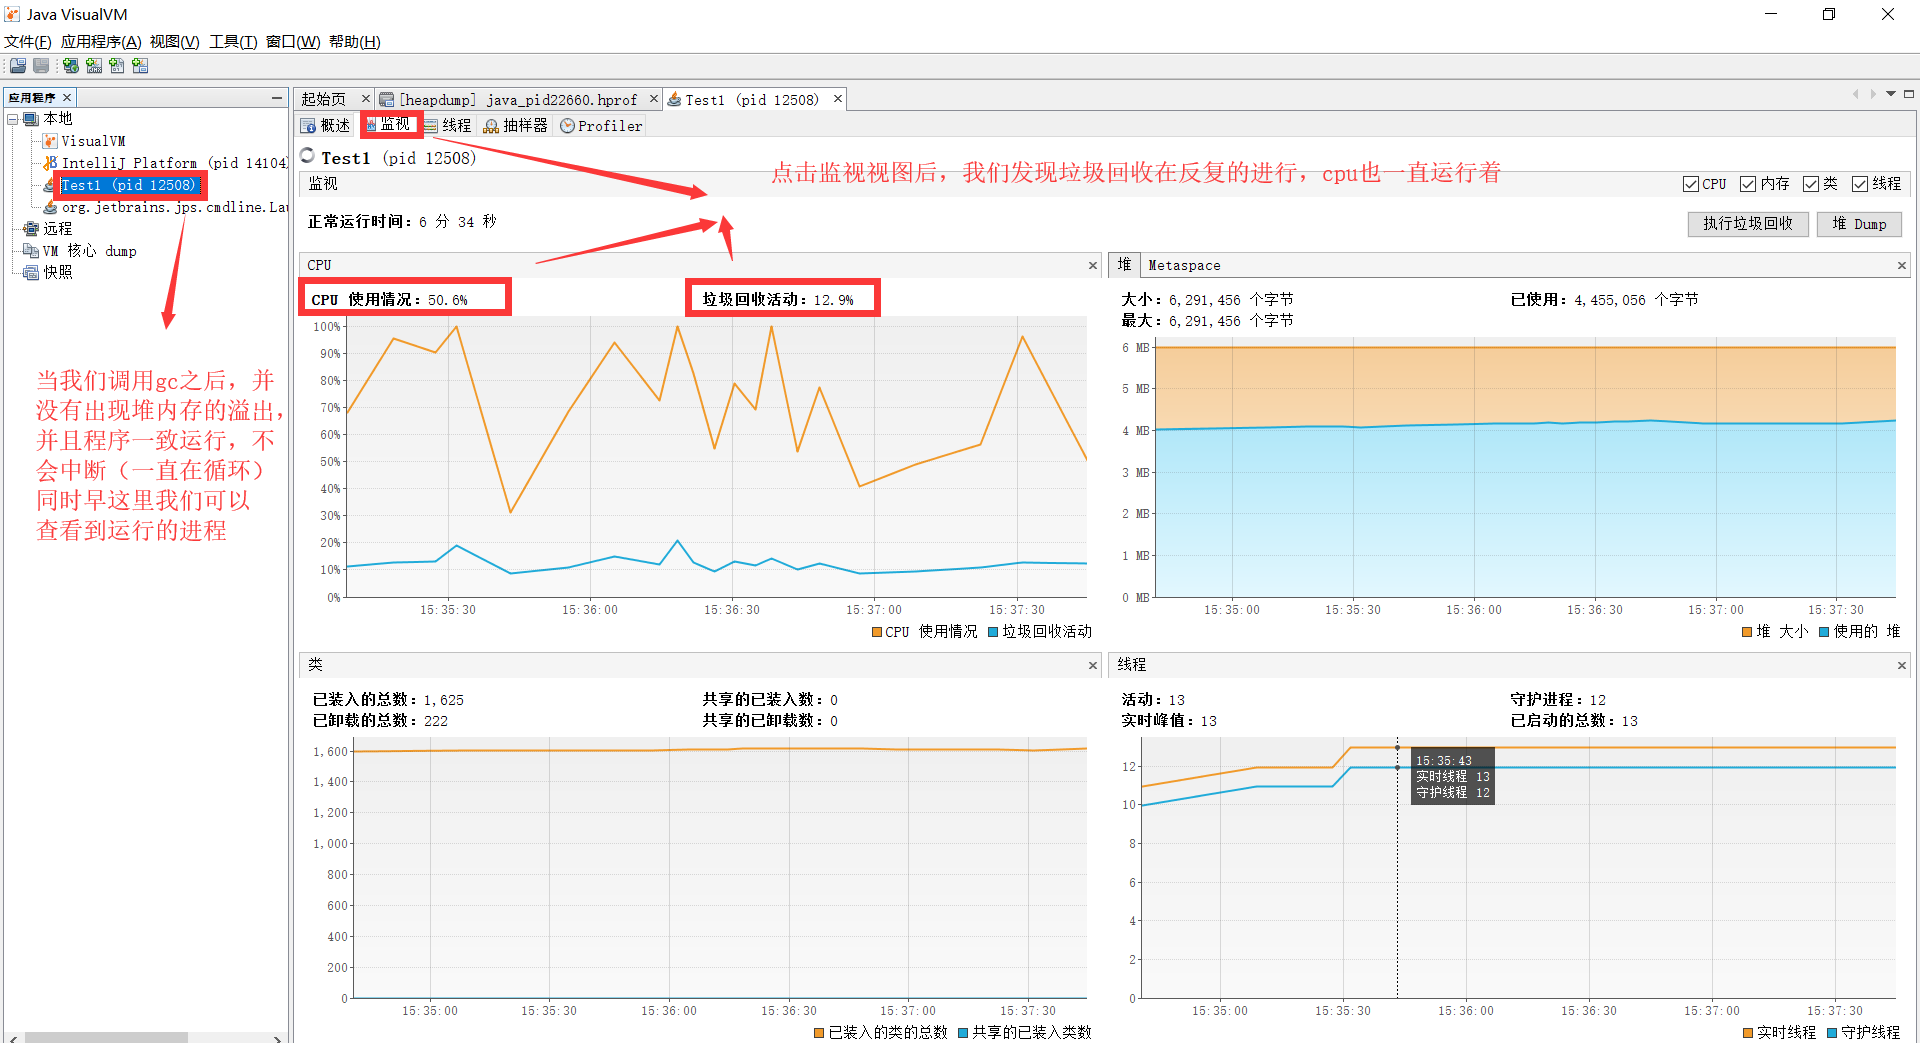 Java VisualVM
文件(F) 应用程序(A) 视图(V) 工具(T) 窗口(W) 帮助(H)
应用程序
本地
VisualVM
IntelliJ Platform (pid 14104)
Test1 (pid 12508)
org.jetbrains.jps.cmdline.Lau
远程
VM 核心 dump
快照
当我们调用gc之后，并
没有出现堆内存的溢出，
并且程序一致运行，不
会中断（一直在循环）
同时早这里我们可以
查看到运行的进程
起始页 [heapdump] java_pid22660.hprof Test1 (pid 12508)
概述 监视 线程 抽样器 Profiler
Test1 (pid 12508)
点击监视视图后，我们发现垃圾回收在反复的进行，cpu也一直运行着
监视
CPU 内存 类 线程
正常运行时间：6 分 34 秒
执行垃圾回收 堆 Dump
CPU
CPU 使用情况：50.6% 垃圾回收活动：12.9%
100%
90%
80%
70%
60%
50%
40%
30%
20%
10%
0%
15:35:30 15:36:00 15:36:30 15:37:00 15:37:30
CPU 使用情况 垃圾回收活动
堆 Metaspace
大小：6,291,456 个字节 已使用：4,455,056 个字节
最大：6,291,456 个字节
6 MB
5 MB
4 MB
3 MB
2 MB
1 MB
0 MB
15:35:00 15:35:30 15:36:00 15:36:30 15:37:00 15:37:30
堆 大小 使用的 堆
类
已装入的总数：1,625 共享的已装入数：0
已卸载的总数：222 共享的已卸载数：0
1,600
1,400
1,200
1,000
800
600
400
200
0
15:35:00 15:35:30 15:36:00 15:36:30 15:37:00 15:37:30
已装入的类的总数 共享的已装入类数
线程
活动：13 守护进程：12
实时峰值：13 已启动的总数：13
12
10
8
6
4
2
0
15:35:43
实时线程 13
守护线程 12
15:35:00 15:35:30 15:36:00 15:36:30 15:37:00 15:37:30
实时线程 守护线程